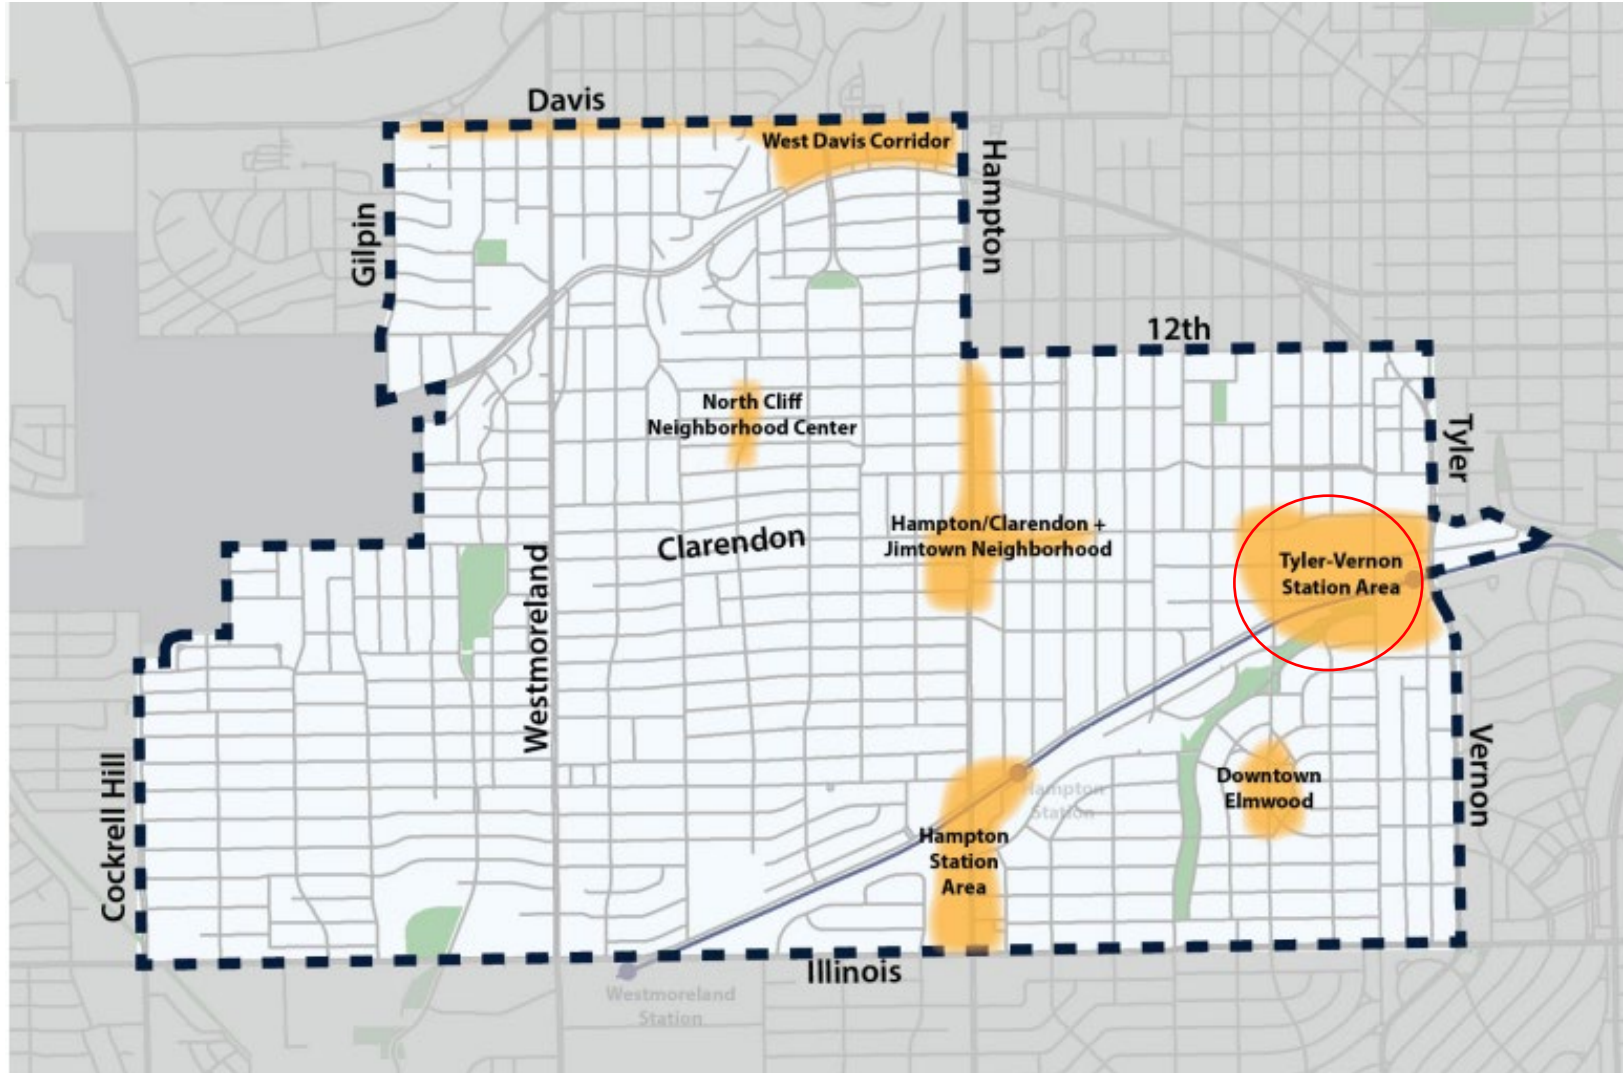 Davis
West Davis Corridor
Hampton
Gilpin
12th
North Cliff
Neighborhood Center
Tyler
Hampton/Clarendon +
Jimtown Neighborhood
Clarendon
Tyler-Vernon
Station Area
Westmoreland
Cockrell Hill
Vernon
Downtown
Elmwood
Hampton
Station
Hampton
Station
Area
Illinois
Westmoreland
Station